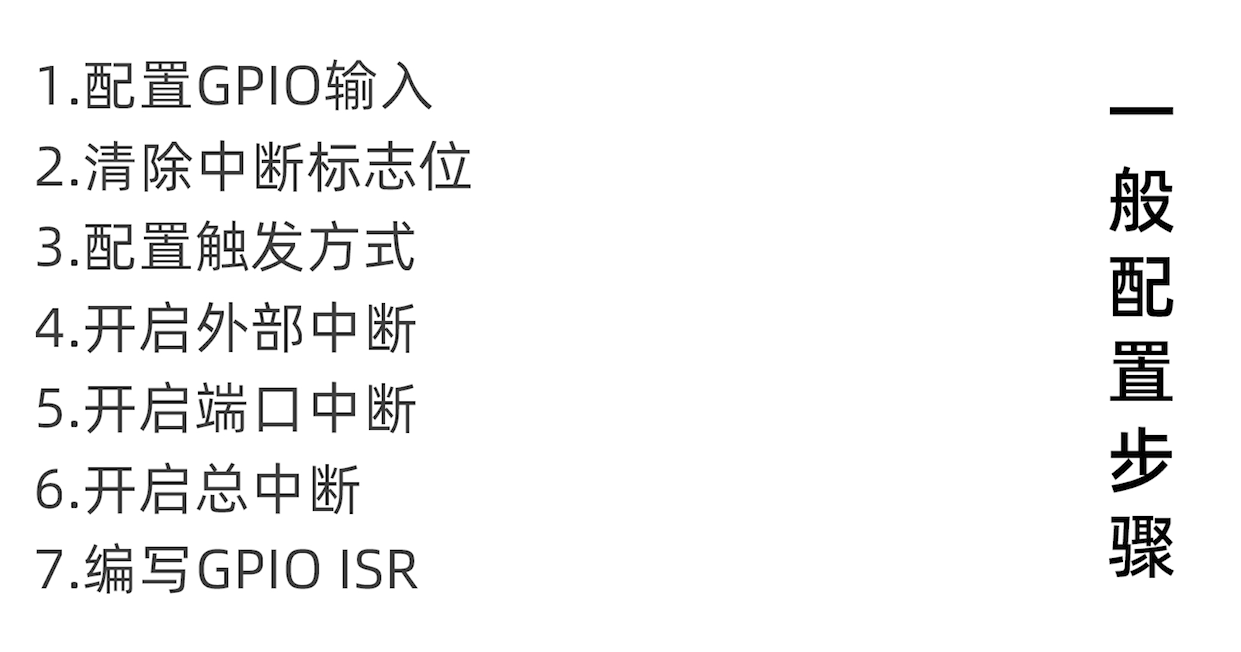 1.配置GPIO输入
2.清除中断标志位
3.配置触发方式
4.开启外部中断
5.开启端口中断
6.开启总中断
7.编写GPIO ISR
一般配置步骤